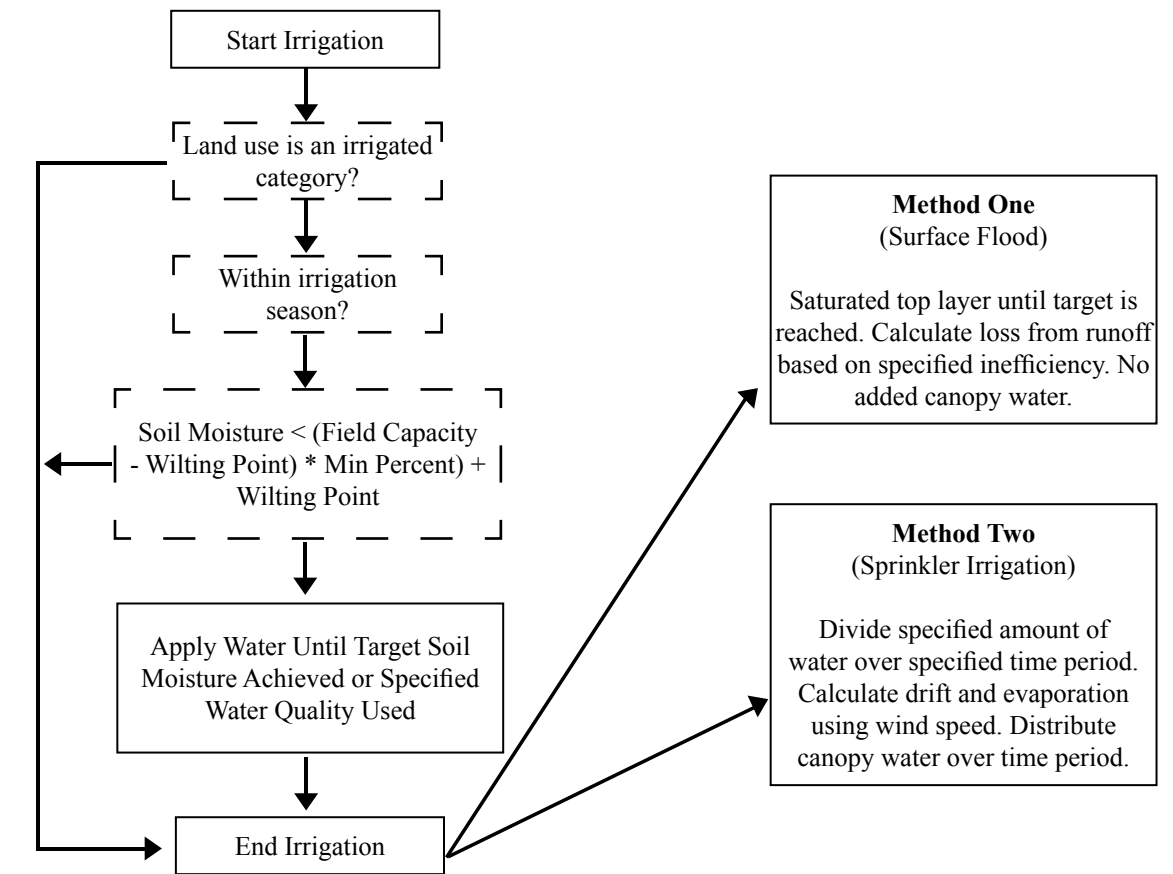 Start Irrigation
Land use is an irrigated
category?
Within irrigation
season?
Soil Moisture < (Field Capacity
- Wilting Point) * Min Percent) +
Wilting Point
Apply Water Until Target Soil
Moisture Achieved or Specified
Water Quality Used
End Irrigation
Method One
(Surface Flood)
Saturated top layer until target is
reached. Calculate loss from runoff
based on specified inefficiency. No
added canopy water.
Method Two
(Sprinkler Irrigation)
Divide specified amount of
water over specified time period.
Calculate drift and evaporation
using wind speed. Distribute
canopy water over time period.